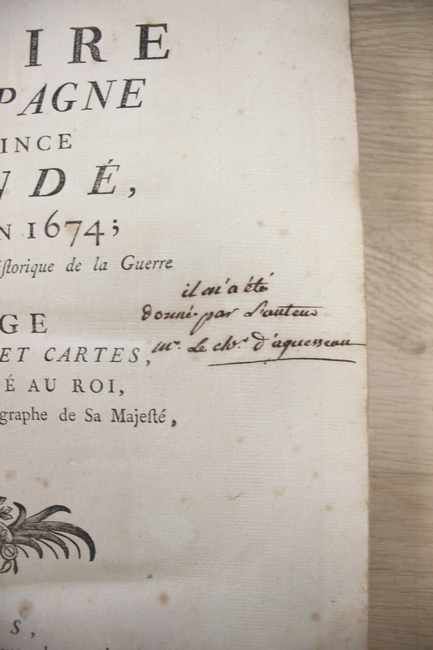 IRE
PAGNE
INCE
NDÉ,
N 1674;
iſtorique de la Guerre
il m'a été
donné par l'auteur
GE
ET CARTES,
mr. Le chr. d'aguesseau
É AU ROI,
graphe de Sa Majeſté,
S,